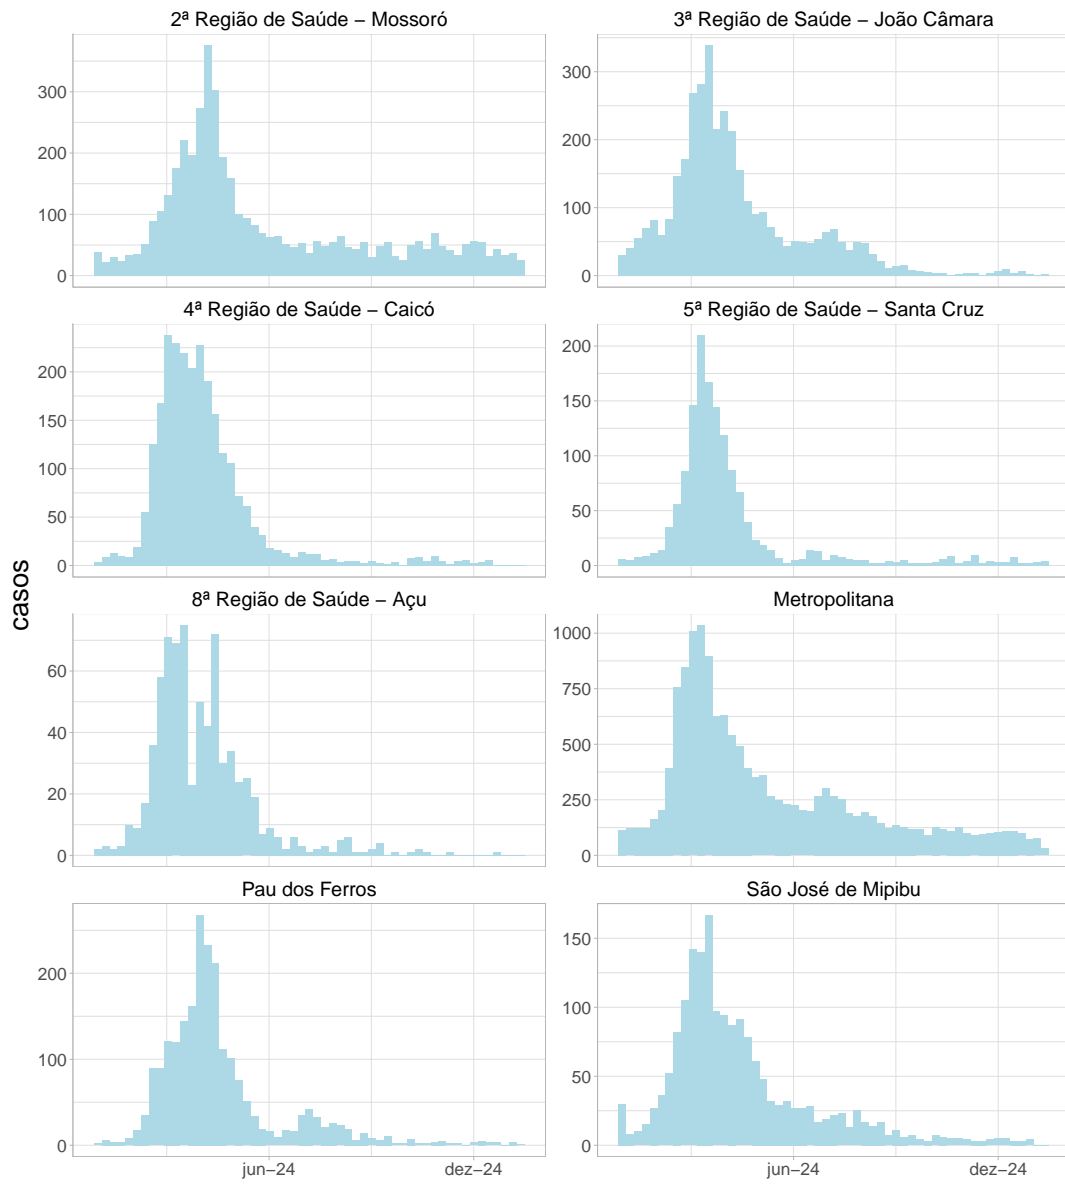 2ª Região de Saúde – Mossoró
3ª Região de Saúde – João Câmara
300
200
100
0
300
200
100
0
4ª Região de Saúde – Caicó
5ª Região de Saúde – Santa Cruz
200
150
100
50
0
200
150
100
50
0
casos
8ª Região de Saúde – Açu
Metropolitana
60
40
20
0
1000
750
500
250
0
Pau dos Ferros
São José de Mipibu
200
100
0
150
100
50
0
jun–24
dez–24
jun–24
dez–24